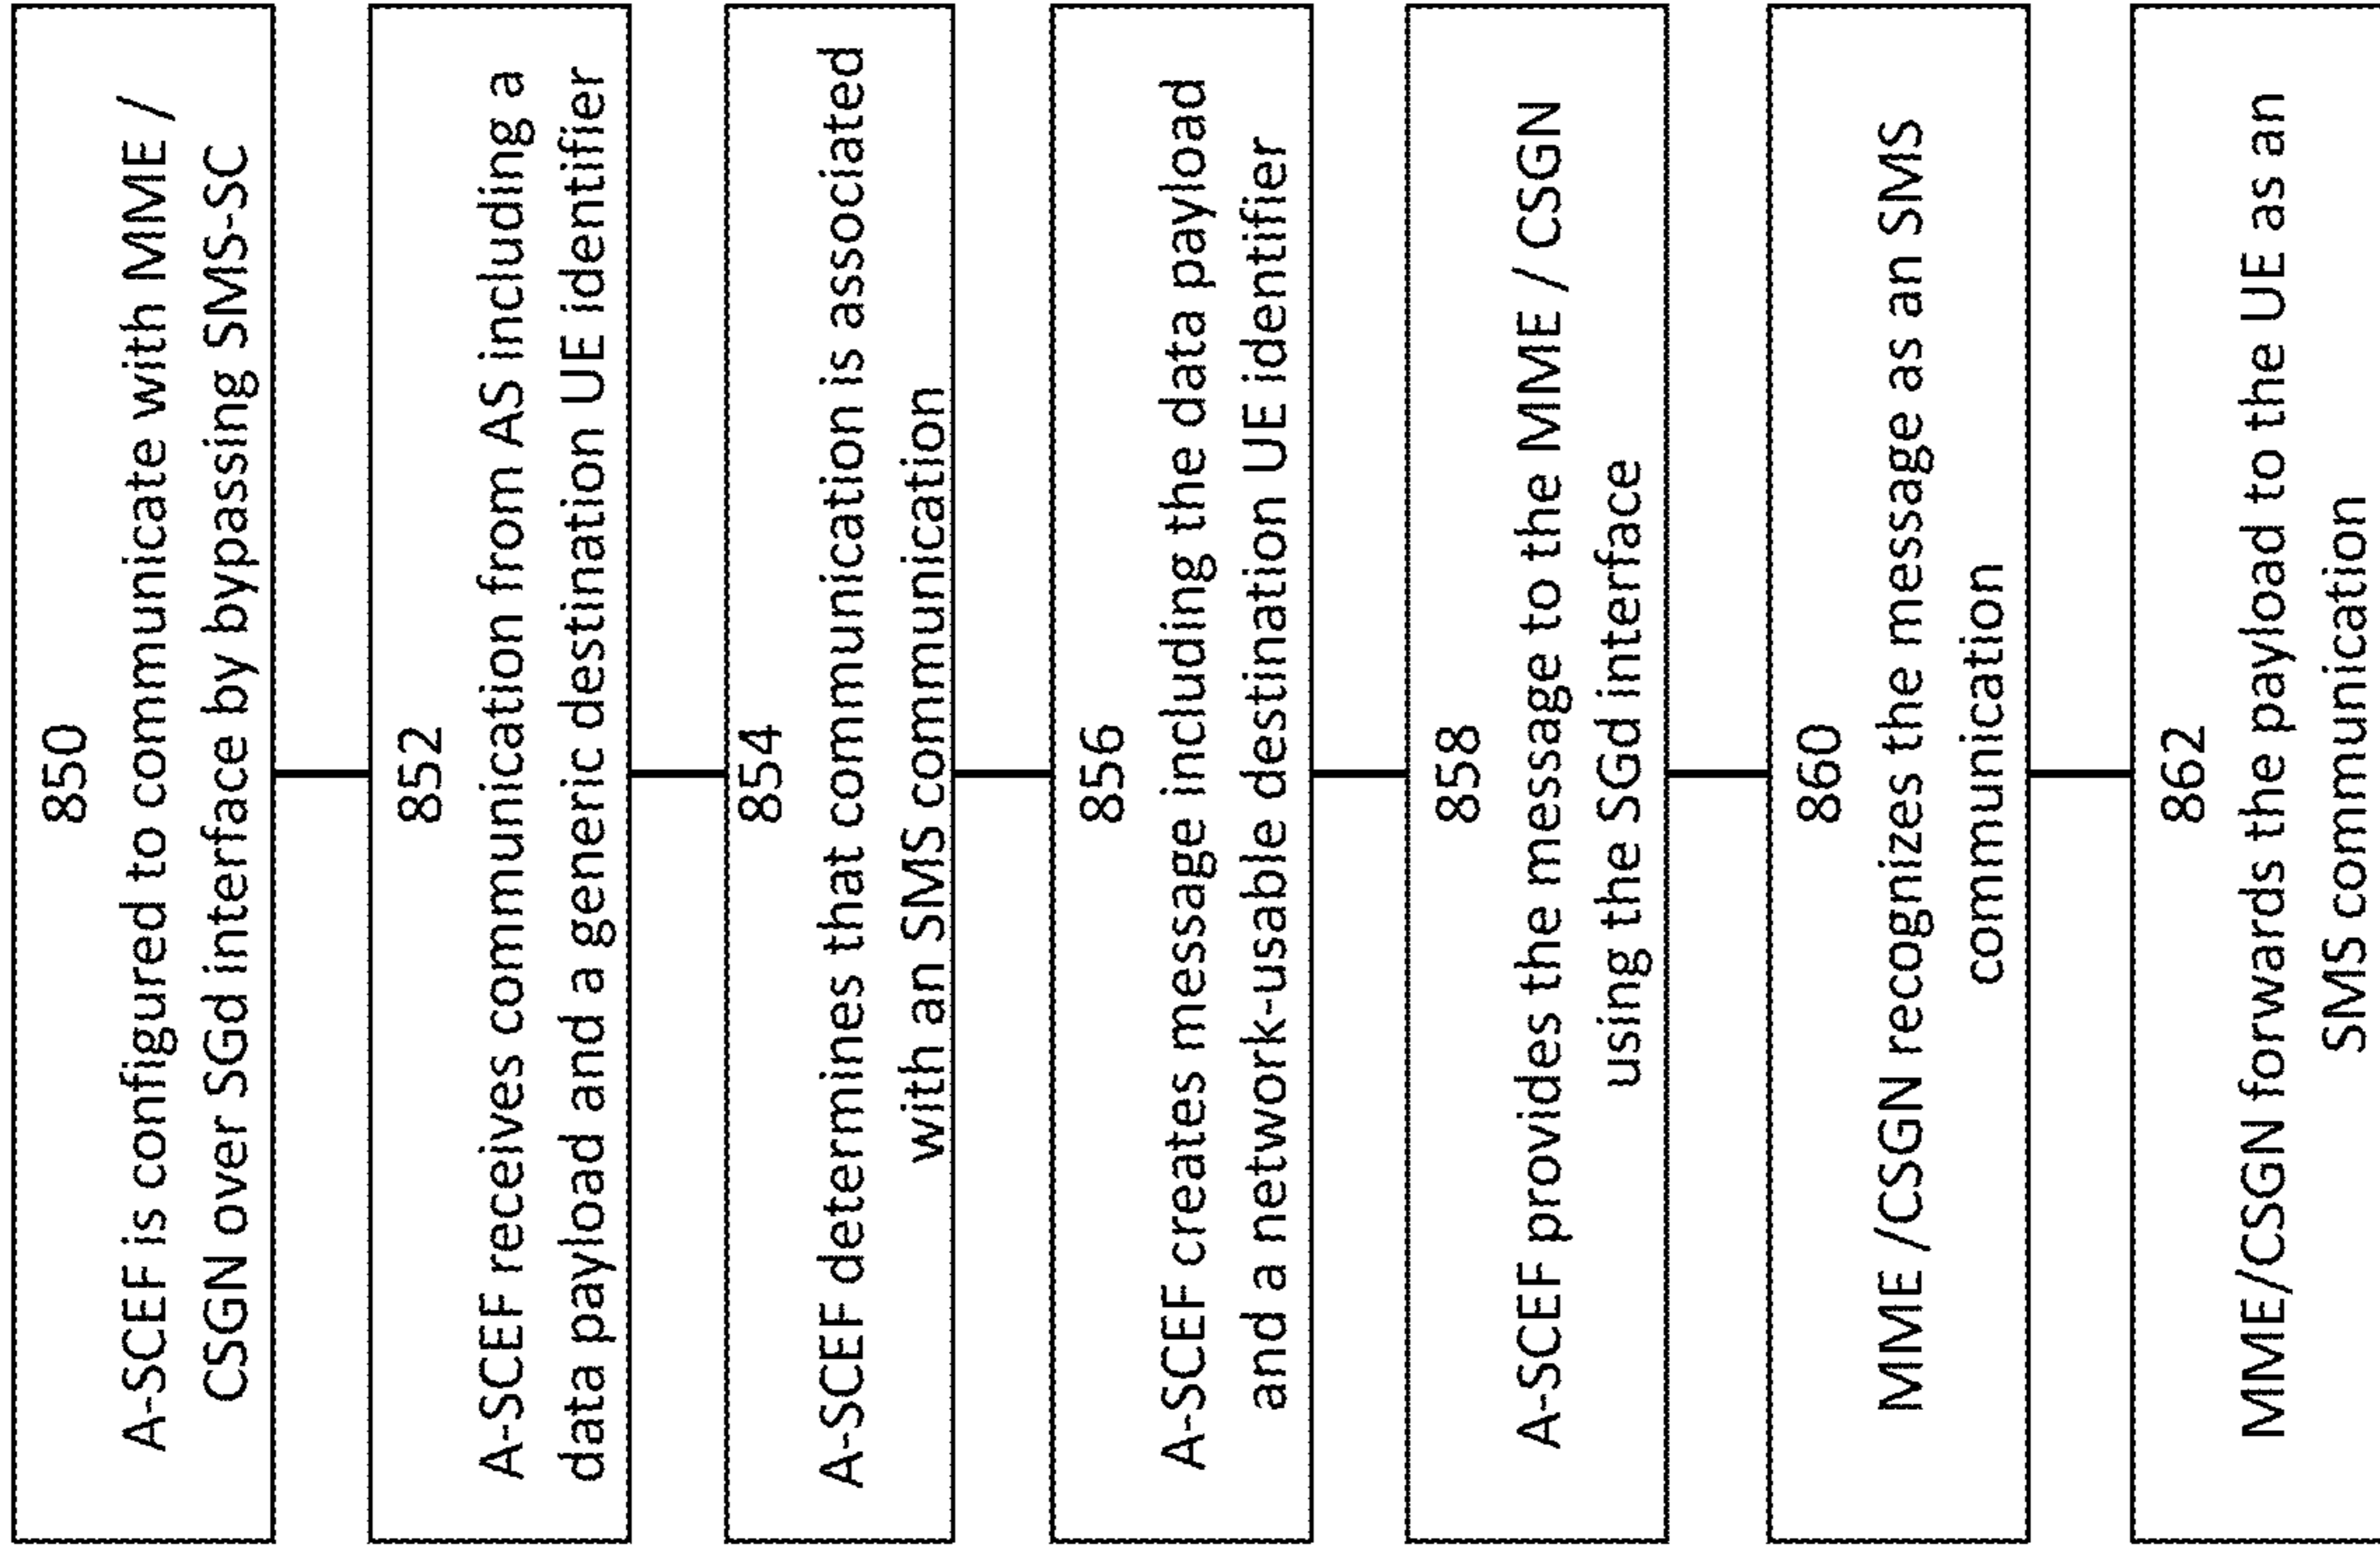 850
A-SCEF is configured to communicate with MME /
CSGN over SGd interface by bypassing SMS-SC
852
A-SCEF receives communication from AS including a
data payload and a generic destination UE identifier
854
A-SCEF determines that communication is associated
with an SMS communication
856
A-SCEF creates message including the data payload
and a network-usable destination UE identifier
858
A-SCEF provides the message to the MME / CSGN
using the SGd interface
860
MME /CSGN recognizes the message as an SMS
communication
862
MME/CSGN forwards the payload to the UE as an
SMS communication